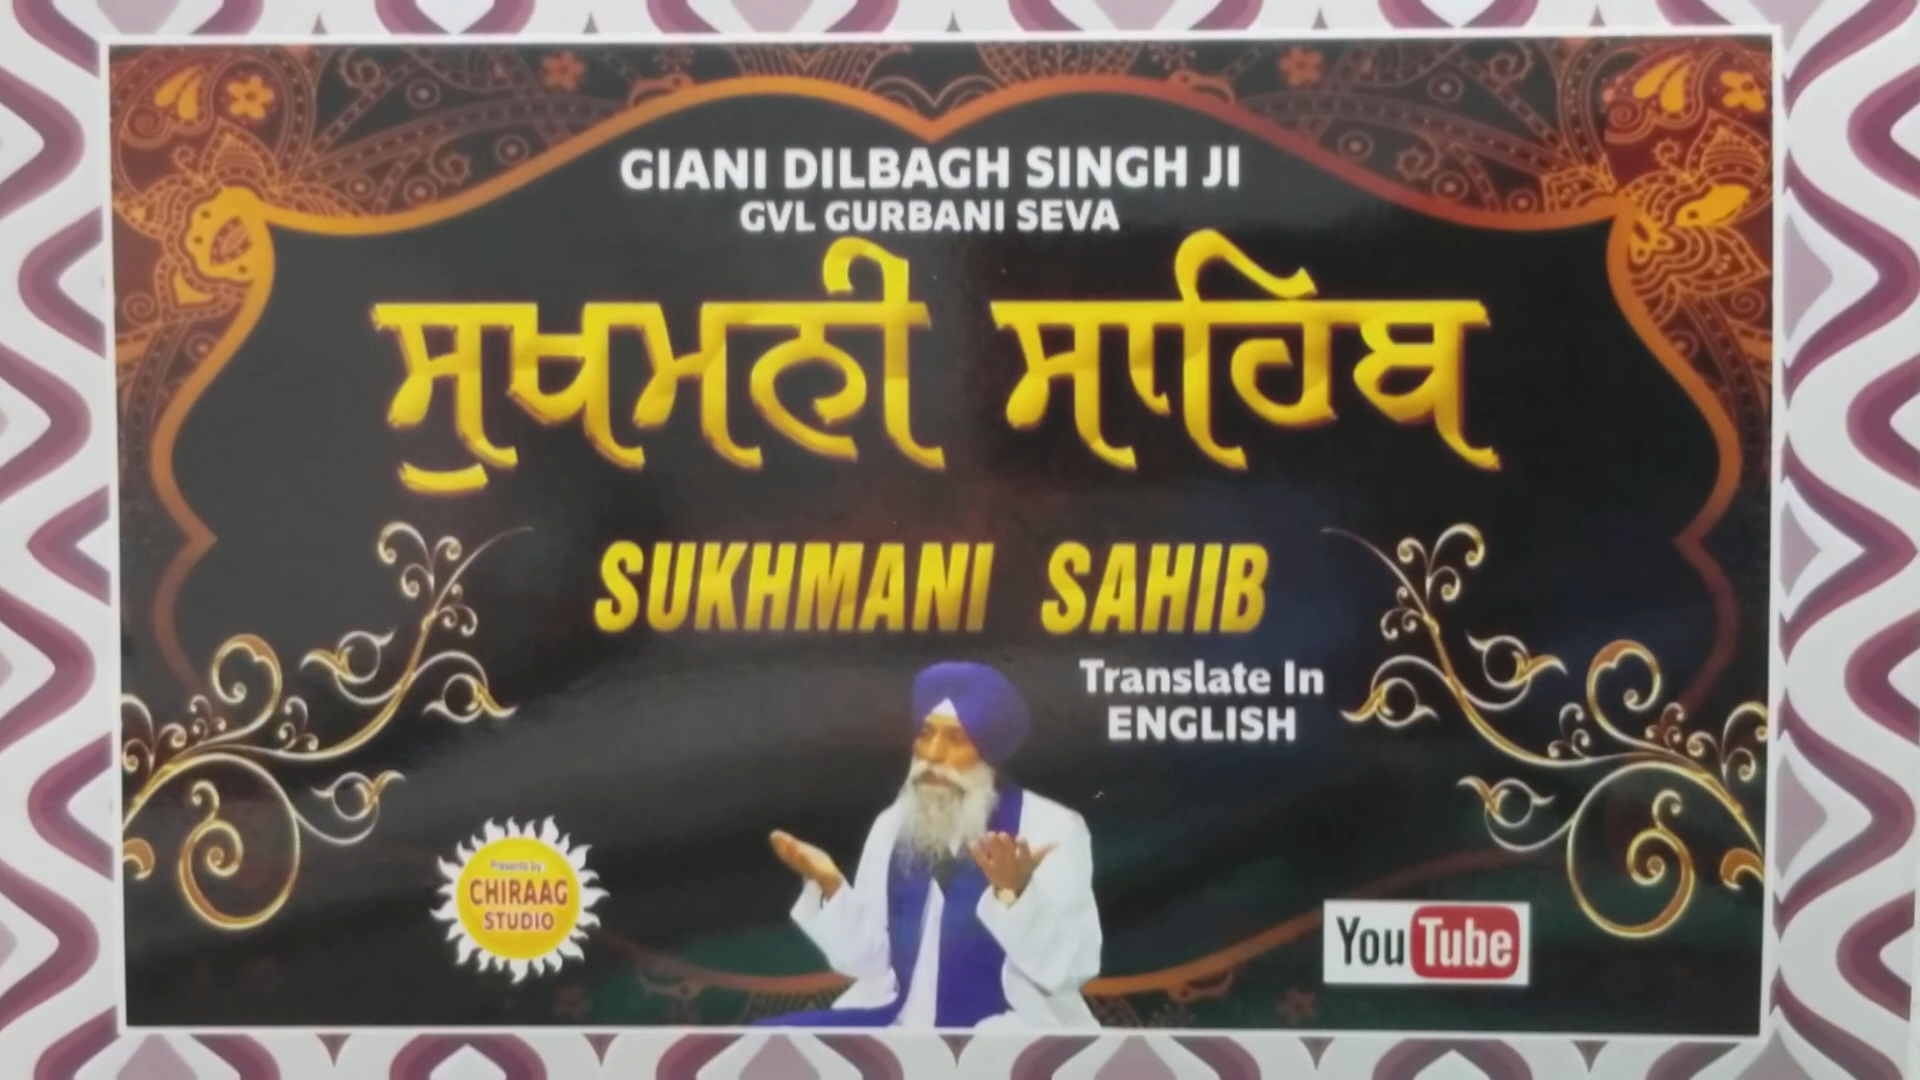 GIANI DILBAGH SINGH JI
GVL GURBANI SEVA
ਸੁਖਮਨੀ ਸਾਹਿਬ
SUKHMANI SAHIB
Translate In
ENGLISH
Presents by
CHIRAAG
STUDIO
YouTube